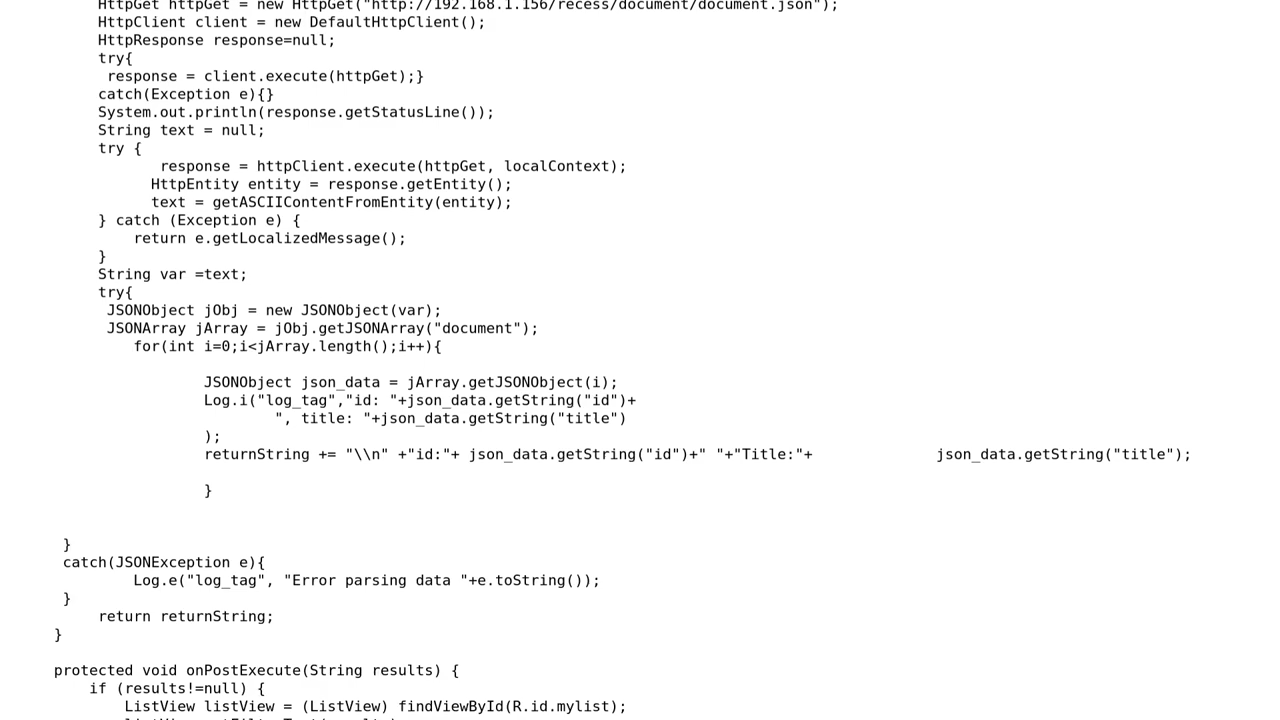 HttpGet httpGet = new HttpGet("http://192.168.1.156/recess/document/document.json");
HttpClient client = new DefaultHttpClient();
HttpResponse response=null;
try{
response = client.execute(httpGet);}
catch(Exception e){}
System.out.println(response.getStatusLine());
String text = null;
try {
response = httpClient.execute(httpGet, localContext);
HttpEntity entity = response.getEntity();
text = getASCIIContentFromEntity(entity);
} catch (Exception e) {
return e.getLocalizedMessage();
}
String var =text;
try{
JSONObject jObj = new JSONObject(var);
JSONArray jArray = jObj.getJSONArray("document");
for(int i=0;i<jArray.length();i++){
JSONObject json_data = jArray.getJSONObject(i);
Log.i("log_tag","id: "+json_data.getString("id")+
", title: "+json_data.getString("title")
);
returnString += "\\n" +"id:"+ json_data.getString("id")+" "+"Title:"+ json_data.getString("title");
}
}
catch(JSONException e){
Log.e("log_tag", "Error parsing data "+e.toString());
}
return returnString;
}
protected void onPostExecute(String results) {
if (results!=null) {
ListView listView = (ListView) findViewById(R.id.mylist);